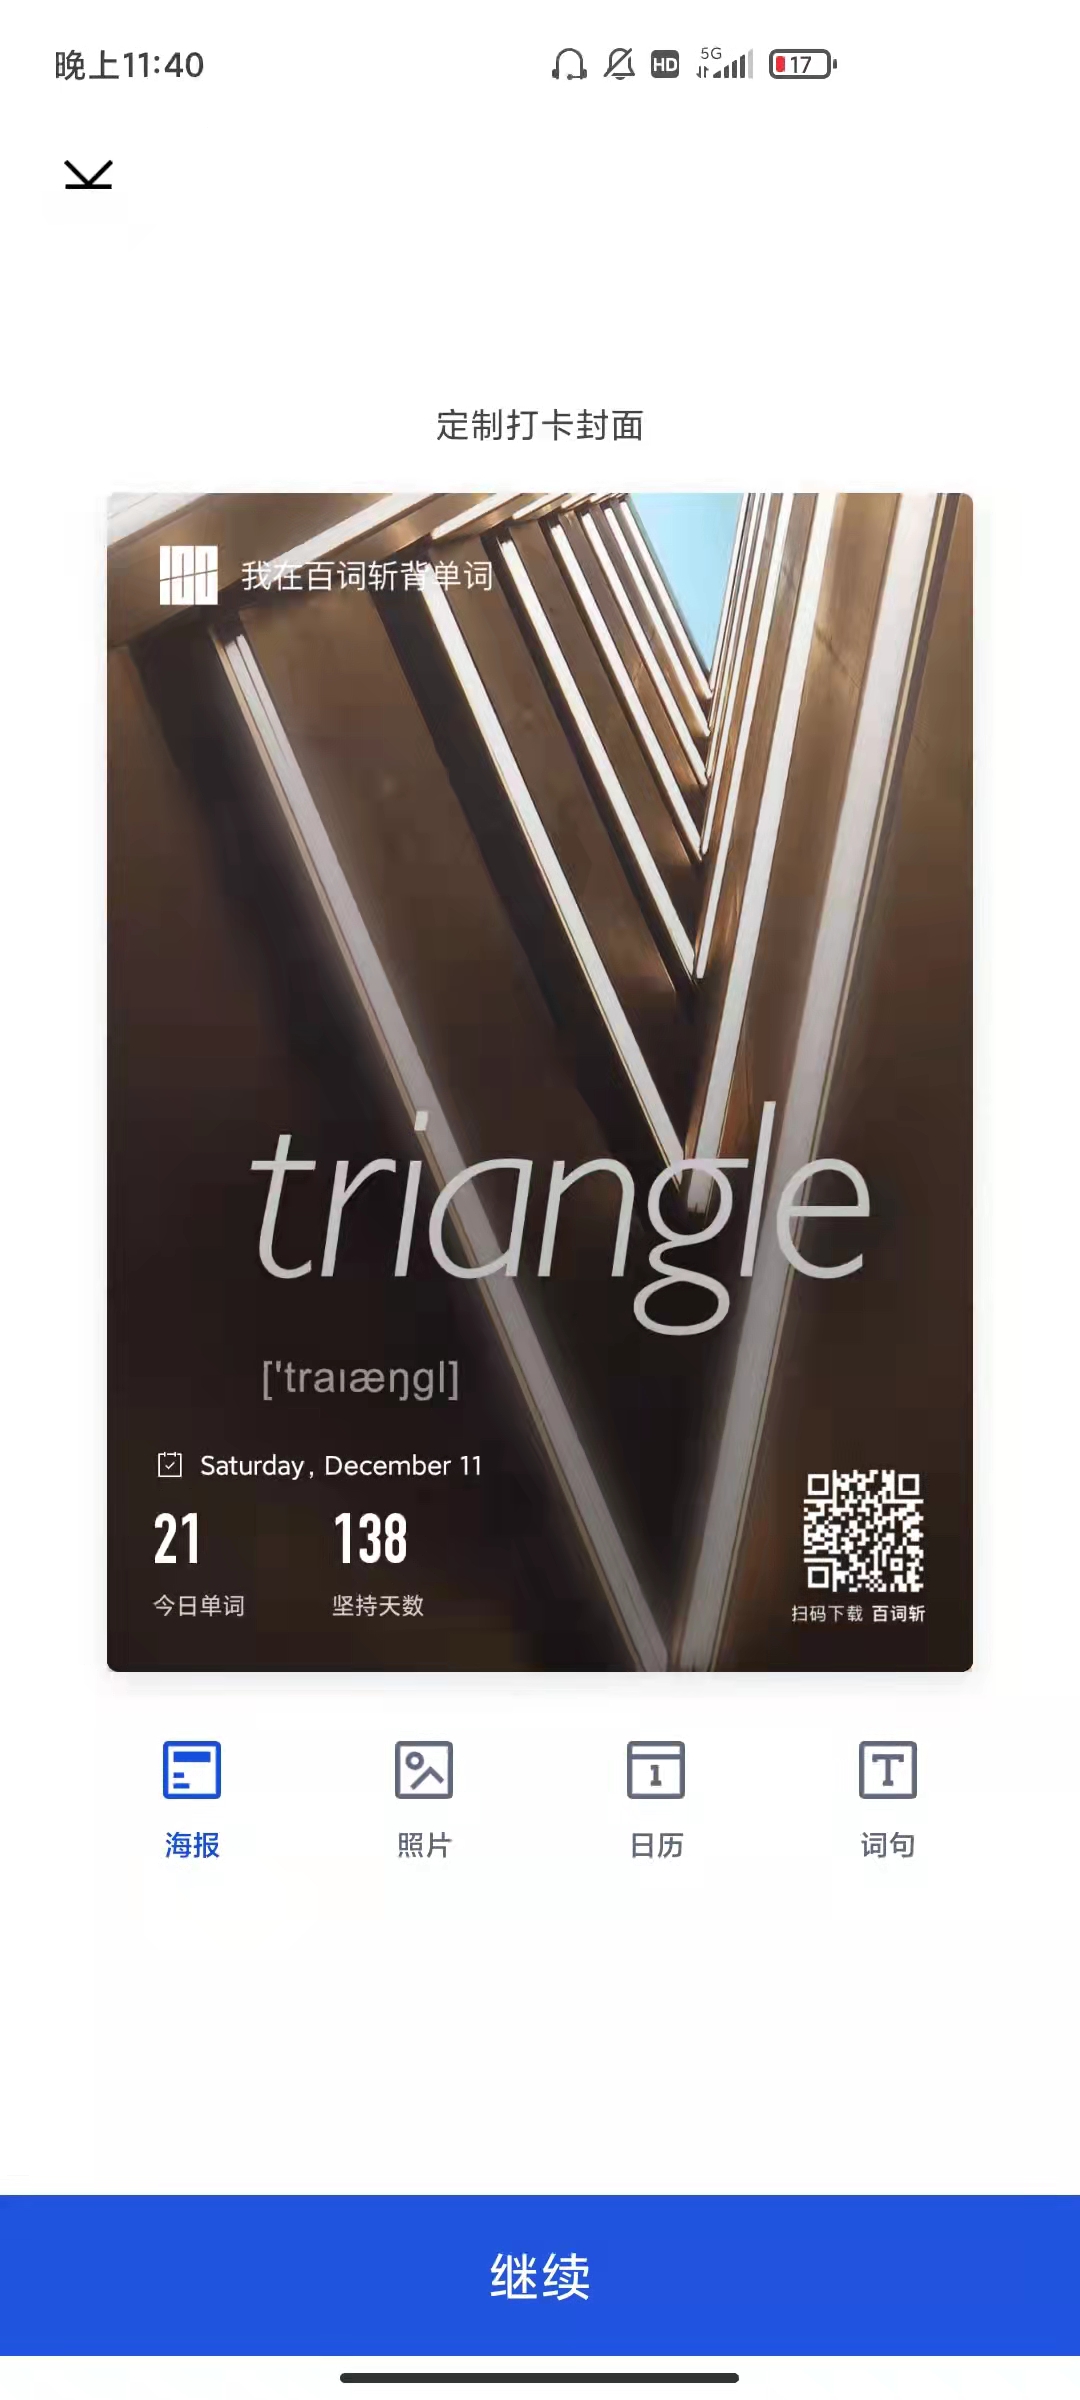 晚上11:40
HD 5G 17
定制打卡封面
我在百词斩背单词
triangle
['traıæŋgl]
Saturday, December 11
21 138
今日单词 坚持天数
扫码下载 百词斩
海报 照片 日历 词句
继续